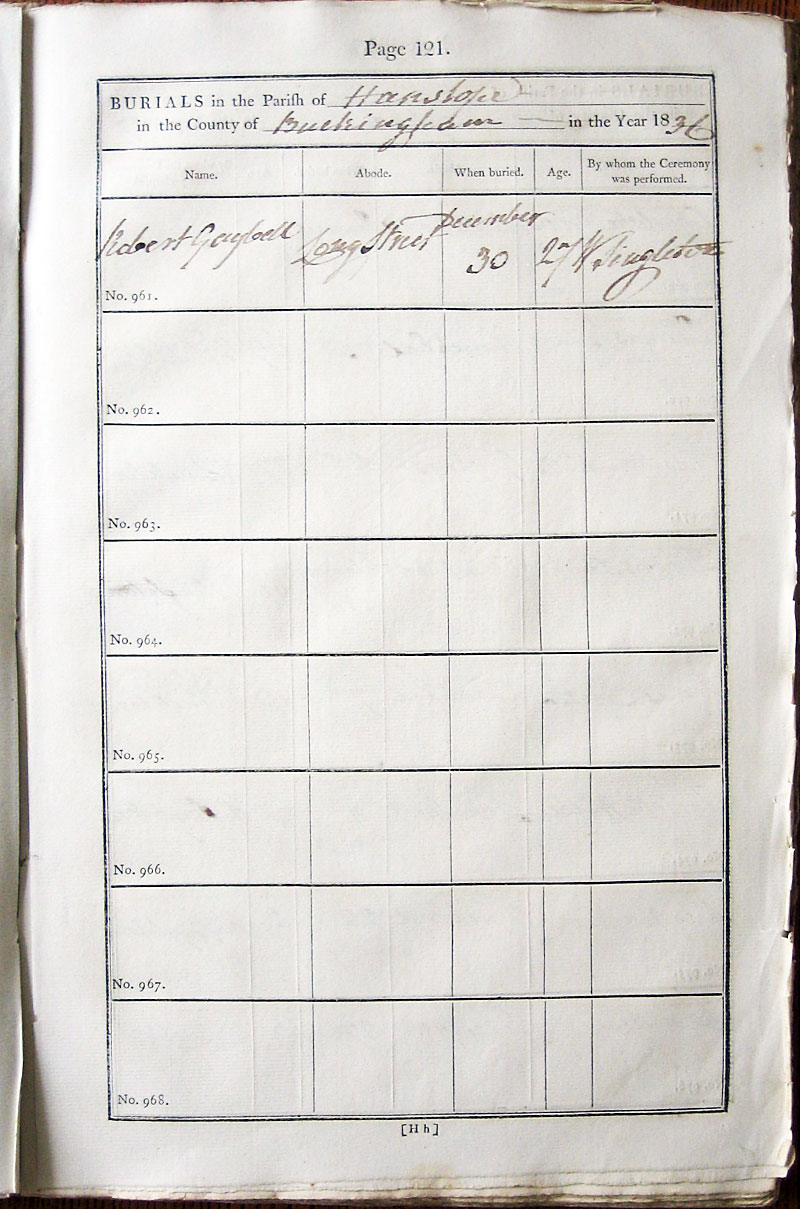 Page 121.
BURIALS in the Pariſh of Hanslope
in the County of Buckingham in the Year 1836
Name. Abode. When buried. Age. By whom the Ceremony was performed.
Robert Long Street December 30 27 W Singleton
No. 961.
No. 962.
No. 963.
No. 964.
No. 965.
No. 966.
No. 967.
No. 968.
[H h]